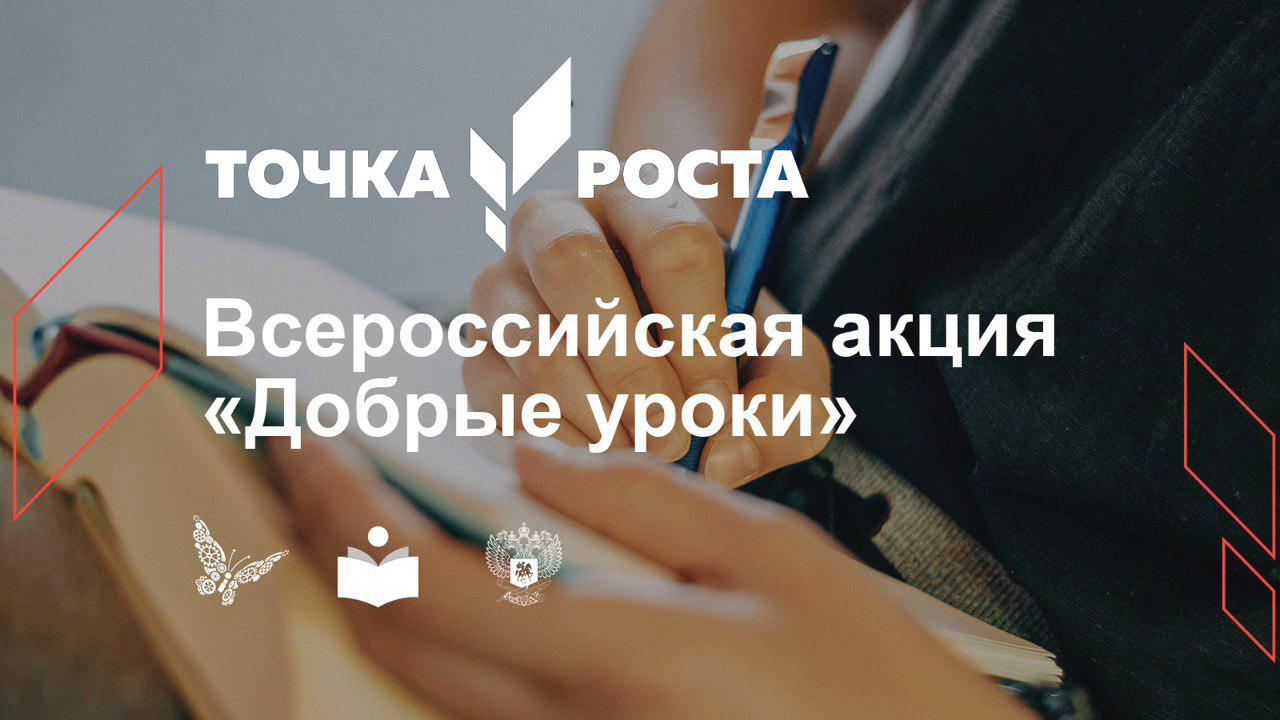 ТОЧКА РОСТА
Всероссийская акция
«Добрые уроки»